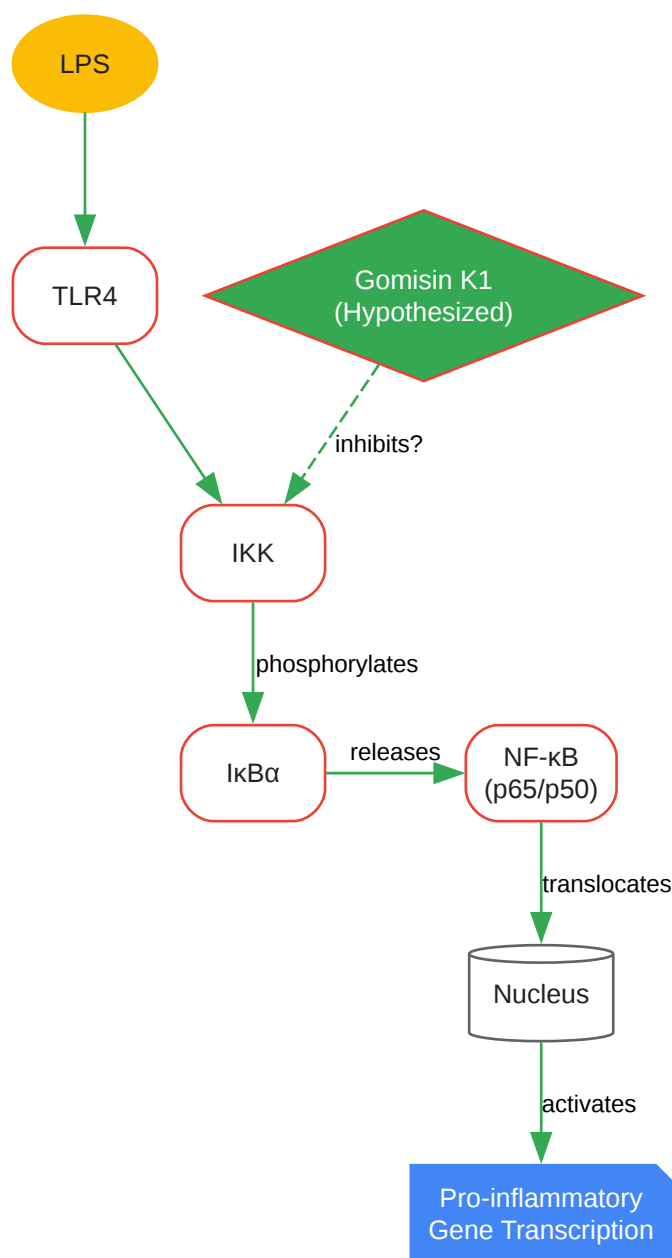 LPS
TLR4
Gomisin K1
(Hypothesized)
inhibits?
IKK
phosphorylates
IκBα
releases
NF-κB
(p65/p50)
translocates
Nucleus
activates
Pro-inflammatory
Gene Transcription